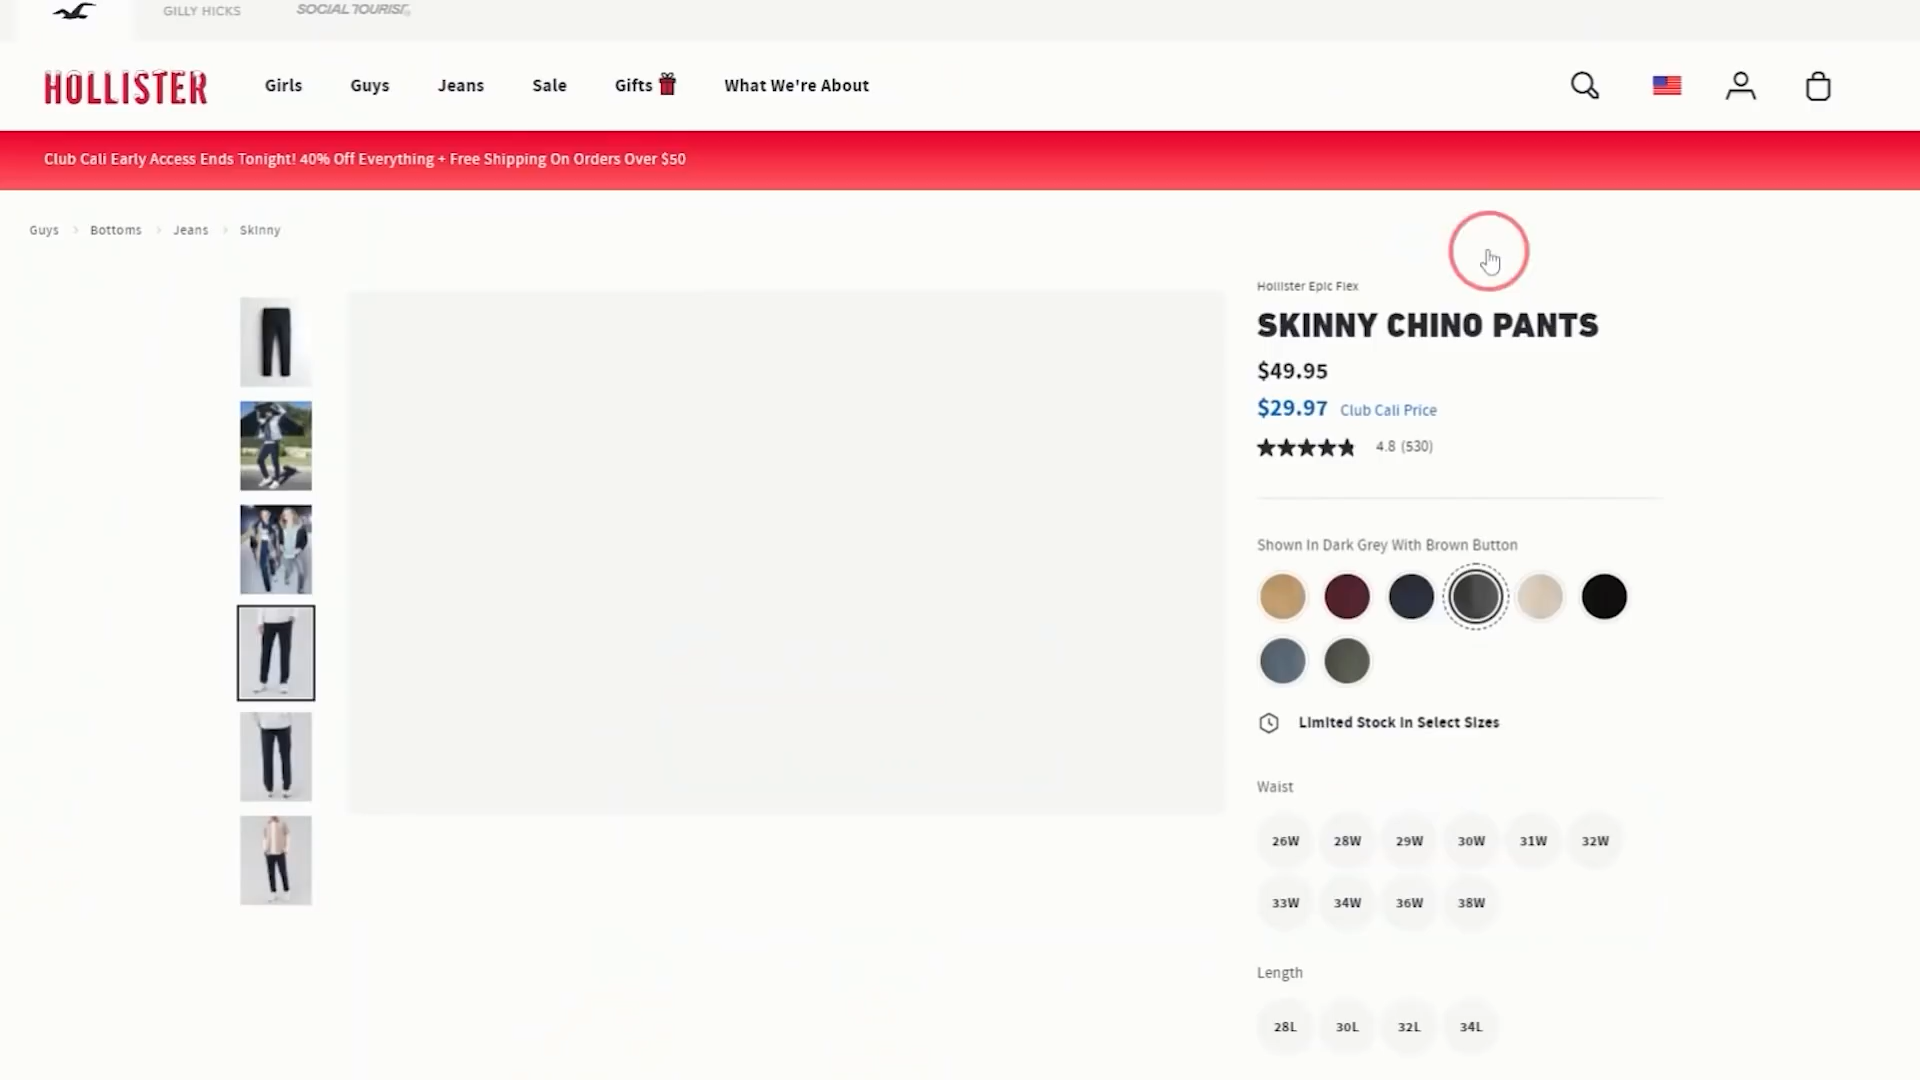 GILLY HICKS
SOCIAL TOURIST
HOLLISTER
Girls
Guys
Jeans
Sale
Gifts
What We're About
Club Cali Early Access Ends Tonight! 40% Off Everything + Free Shipping On Orders Over $50
Guys > Bottoms > Jeans > Skinny
Hollister Epic Flex
SKINNY CHINO PANTS
$49.95
$29.97 Club Cali Price
4.8 (530)
Shown In Dark Grey With Brown Button
Limited Stock In Select Sizes
Waist
26W 28W 29W 30W 31W 32W
33W 34W 36W 38W
Length
28L 30L 32L 34L